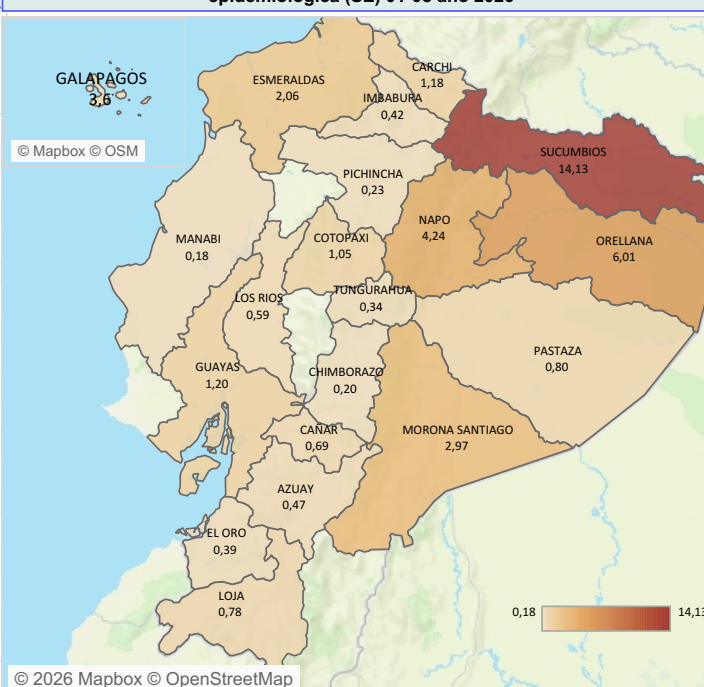 GALAPAGOS
3,6
© Mapbox © OSM
ESMERALDAS
2,06
CARCHI
1,18
IMBABURA
0,42
SUCUMBIOS
14,13
PICHINCHA
0,23
NAPO
4,24
ORELLANA
6,01
MANABI
0,18
COTOPAXI
1,05
LOS RIOS
0,59
TUNGURAHUA
0,34
PASTAZA
0,80
GUAYAS
1,20
CHIMBORAZO
0,20
CAÑAR
0,69
MORONA SANTIAGO
2,97
AZUAY
0,47
EL ORO
0,39
LOJA
0,78
0,18
14,13
© 2026 Mapbox © OpenStreetMap